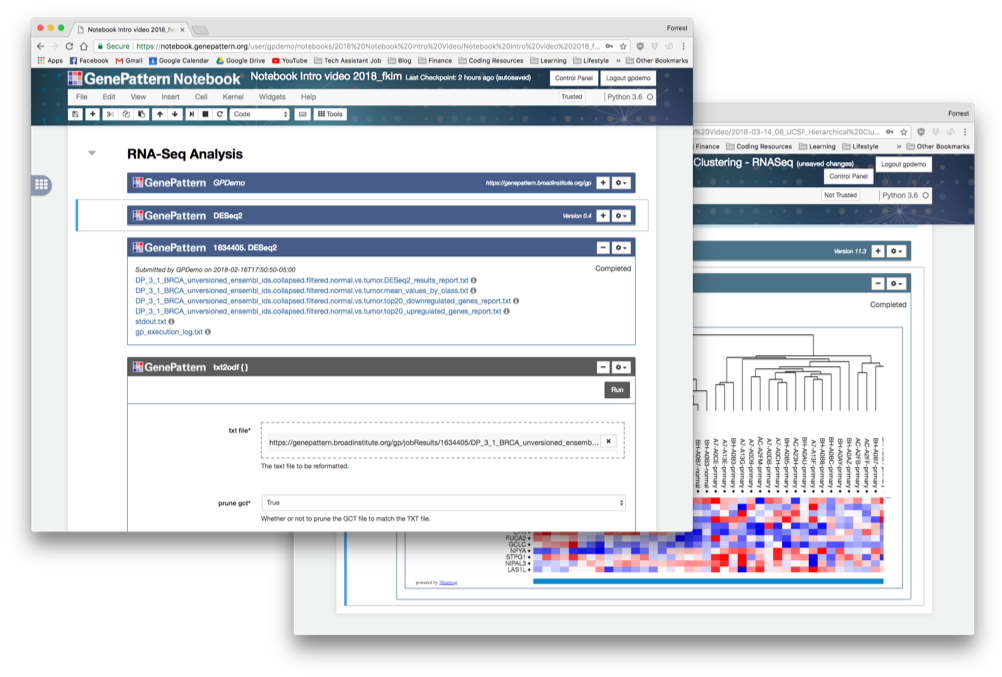 Forrest
Notebook Intro video 2018_fki
Secure https://notebook.genepattern.org/user/gpdemo/notebooks/2018%20Notebook%20Intro%20Video/Notebook%20Intro%20video%202018_f...
Apps Facebook Google Calendar Google Drive YouTube Gmail Tech Assistant Job Blog Finance Coding Resources Learning Lifestyle » Other Bookmarks
GenePattern Notebook Notebook Intro video 2018_fkim Last Checkpoint: 2 hours ago (autosaved) Control Panel Logout gpdemo
File Edit View Insert Cell Kernel Widgets Help Trusted Python 3.6
Code Tools
RNA-Seq Analysis
GenePattern GPDemo https://genepattern.broadinstitute.org/gp
GenePattern DESeq2 Version 0.4
GenePattern 1634405. DESeq2
Submitted by GPDemo on 2018-02-16T17:50:50-05:00 Completed
DP_3_1_BRCA_unversioned_ensembl_ids.collapsed.filtered.normal.vs.tumor.DESeq2_results_report.txt
DP_3_1_BRCA_unversioned_ensembl_ids.collapsed.filtered.normal.vs.tumor.mean_values_by_class.txt
DP_3_1_BRCA_unversioned_ensembl_ids.collapsed.filtered.normal.vs.tumor.top20_downregulated_genes_report.txt
DP_3_1_BRCA_unversioned_ensembl_ids.collapsed.filtered.normal.vs.tumor.top20_upregulated_genes_report.txt
stdout.txt
gp_execution_log.txt
GenePattern txt2odf { }
Run
txt file* https://genepattern.broadinstitute.org/gp/jobResults/1634405/DP_3_1_BRCA_unversioned_ensemb...
The text file to be reformatted.
prune gct* True
Whether or not to prune the GCT file to match the TXT file.
Forrest
%20Video/2018-03-14_08_UCSF_Hierarchical%20Clu...
Finance Coding Resources Learning Lifestyle » Other Bookmarks
Clustering - RNASeq (unsaved changes) Logout gpdemo
Control Panel
Not Trusted Python 3.6
Version 11.3
Completed
FUCA2
GCLC
NFYA
STPG1
NIPAL3
LAS1L
powered by